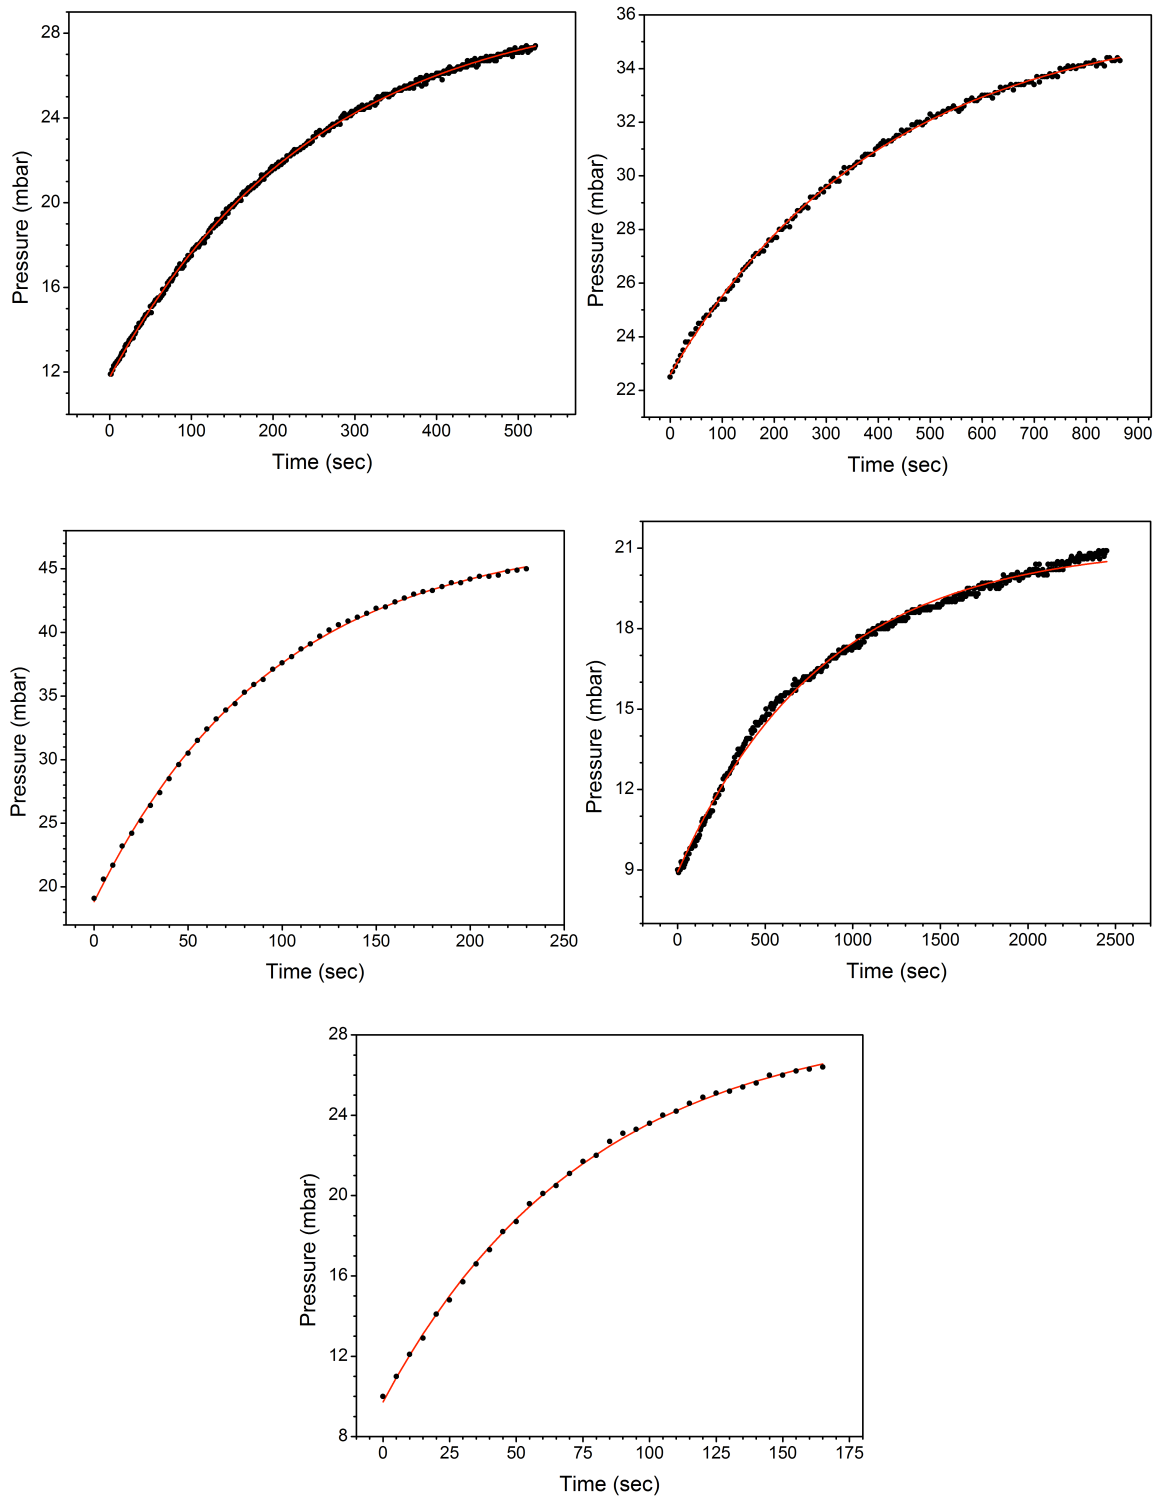 28
24
20
16
12
Pressure (mbar)
0 100 200 300 400 500
Time (sec)
36
34
32
30
28
26
24
22
Pressure (mbar)
0 100 200 300 400 500 600 700 800 900
Time (sec)
45
40
35
30
25
20
Pressure (mbar)
0 50 100 150 200 250
Time (sec)
21
18
15
12
9
Pressure (mbar)
0 500 1000 1500 2000 2500
Time (sec)
28
24
20
16
12
8
Pressure (mbar)
0 25 50 75 100 125 150 175
Time (sec)